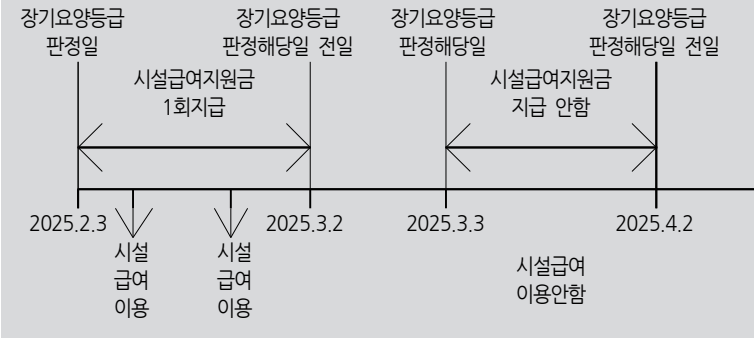 장기요양등급
판정일
장기요양등급
판정해당일 전일
장기요양등급
판정해당일
장기요양등급
판정해당일 전일
시설급여지원금
1회지급
시설급여지원금
지급 안함
2025.2.3
2025.3.2
2025.3.3
2025.4.2
시설
급여
이용
시설
급여
이용
시설급여
이용안함